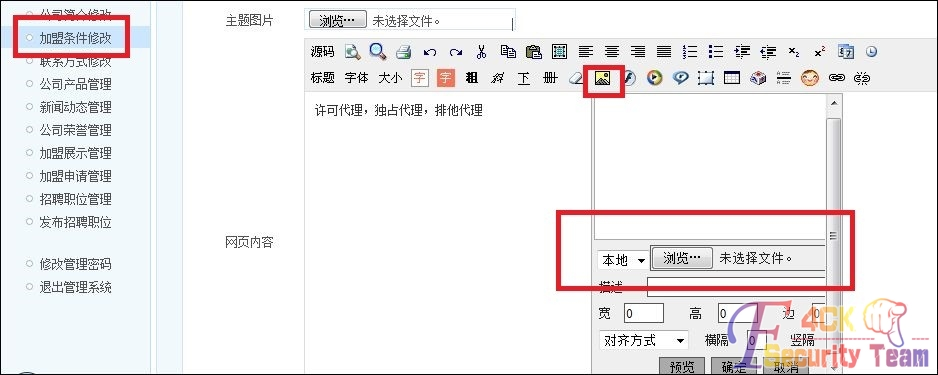 公司简介修改
加盟条件修改
联系方式修改
公司产品管理
新闻动态管理
公司荣誉管理
加盟展示管理
加盟申请管理
招聘职位管理
发布招聘职位
修改管理密码
退出管理系统
主题图片
浏览… 未选择文件。
源码
标题 字体 大小 字 字 粗 斜 下 册
许可代理，独占代理，排他代理
网页内容
本地 浏览… 未选择文件。
描述
宽 0 高 0 边 0
对齐方式 横隔 0 竖隔
预览 确定 取消
F4CK
Security Team